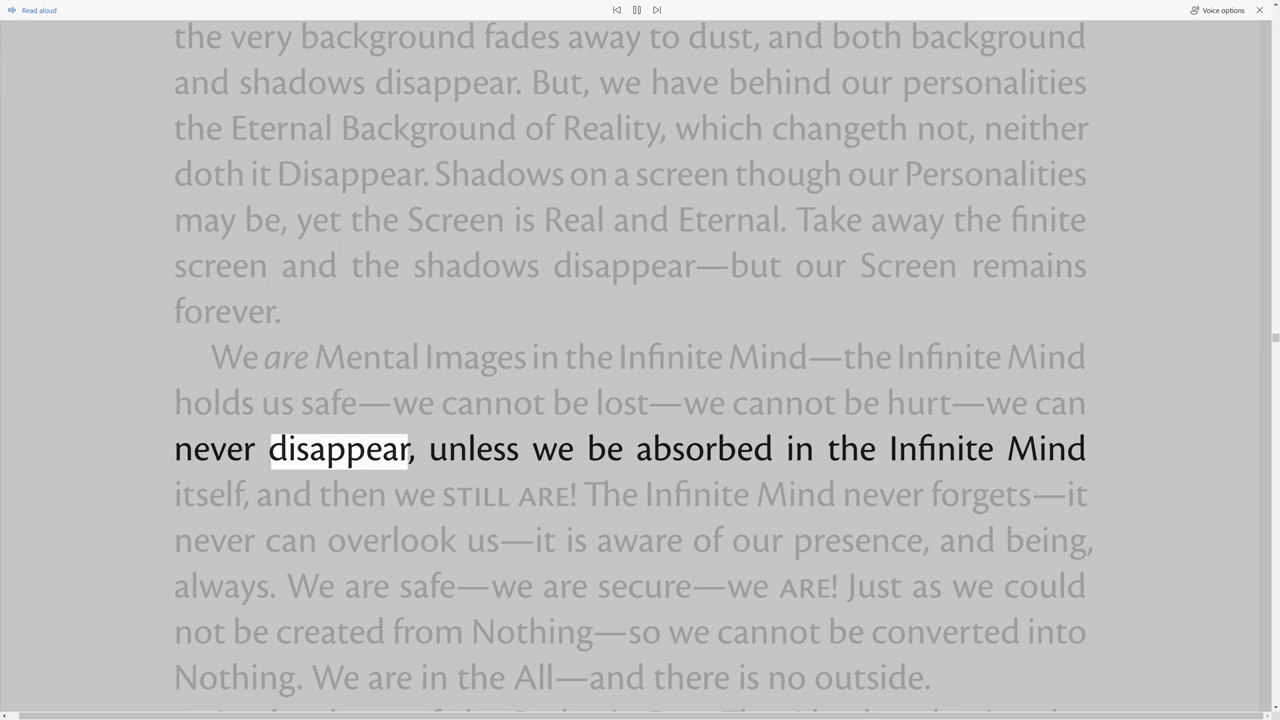 Read aloud
Voice options
the very background fades away to dust, and both background
and shadows disappear. But, we have behind our personalities
the Eternal Background of Reality, which changeth not, neither
doth it Disappear. Shadows on a screen though our Personalities
may be, yet the Screen is Real and Eternal. Take away the finite
screen and the shadows disappear—but our Screen remains
forever.
We are Mental Images in the Infinite Mind—the Infinite Mind
holds us safe—we cannot be lost—we cannot be hurt—we can
never disappear, unless we be absorbed in the Infinite Mind
itself, and then we STILL ARE! The Infinite Mind never forgets—it
never can overlook us—it is aware of our presence, and being,
always. We are safe—we are secure—we ARE! Just as we could
not be created from Nothing—so we cannot be converted into
Nothing. We are in the All—and there is no outside.